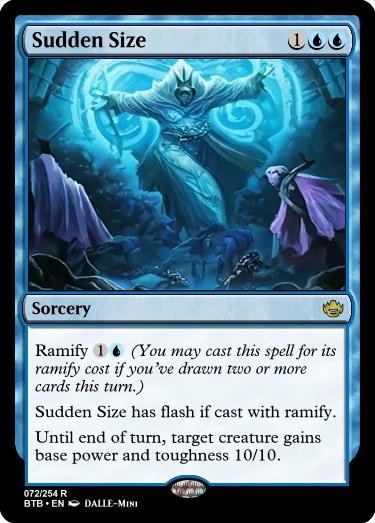 Sudden Size 1
Sorcery
Ramify 1 (You may cast this spell for its
ramify cost if you've drawn two or more
cards this turn.)
Sudden Size has flash if cast with ramify.
Until end of turn, target creature gains
base power and toughness 10/10.
072/254 R
BTB • EN DALLE-Mini